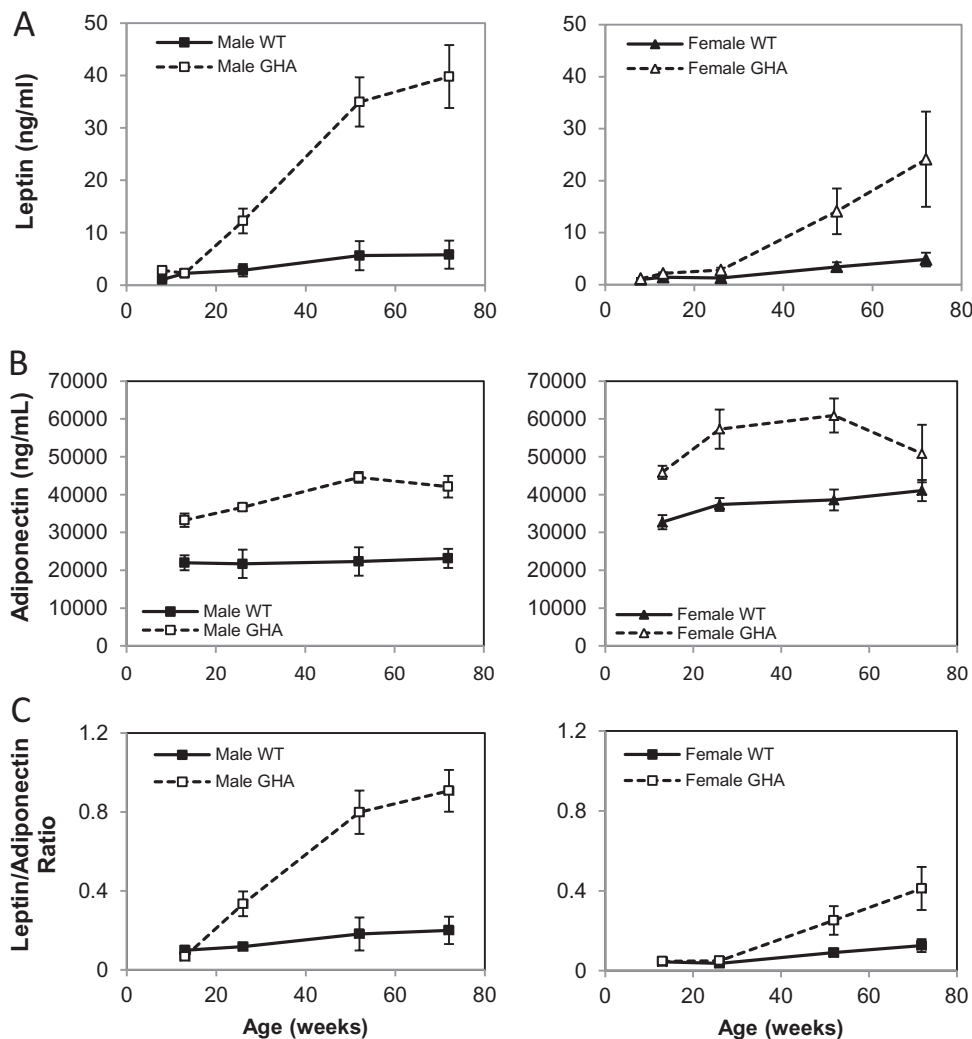 A
Leptin (ng/ml)
50
40
30
20
10
0
Male WT
Male GHA
0 20 40 60 80
50
40
30
20
10
0
Female WT
Female GHA
0 20 40 60 80
B
Adiponectin (ng/mL)
70000
60000
50000
40000
30000
20000
10000
0
Male WT
Male GHA
0 20 40 60 80
70000
60000
50000
40000
30000
20000
10000
0
Female WT
Female GHA
0 20 40 60 80
C
Leptin/Adiponectin
Ratio
1.2
0.8
0.4
0
Male WT
Male GHA
0 20 40 60 80
Age (weeks)
1.2
0.8
0.4
0
Female WT
Female GHA
0 20 40 60 80
Age (weeks)